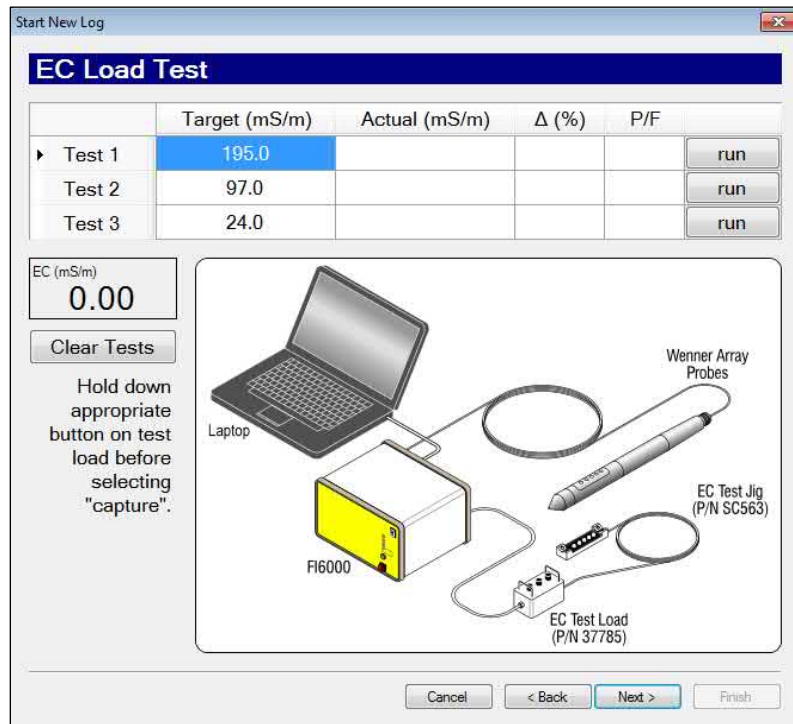 Start New Log
EC Load Test
Target (mS/m) Actual (mS/m) Δ (%) P/F
Test 1 195.0 run
Test 2 97.0 run
Test 3 24.0 run
EC (mS/m)
0.00
Clear Tests
Hold down
appropriate
button on test
load before
selecting
"capture".
Laptop
Wenner Array
Probes
EC Test Jig
(P/N SC563)
FI6000
EC Test Load
(P/N 37785)
Cancel < Back Next > Finish